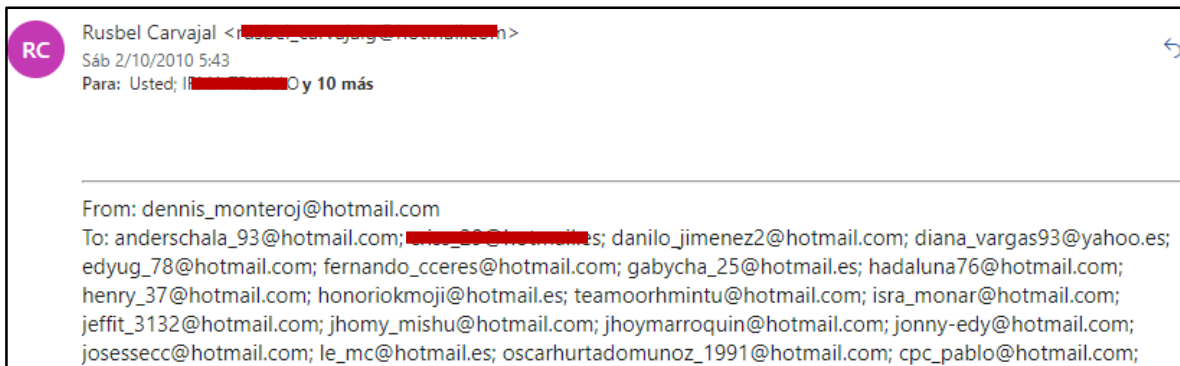 RC
Rusbel Carvajal <
Sáb 2/10/2010 5:43
Para: Usted; y 10 más
From: dennis_monteroj@hotmail.com
To: anderschala_93@hotmail.com; es; danilo_jimenez2@hotmail.com; diana_vargas93@yahoo.es;
edyug_78@hotmail.com; fernando_cceres@hotmail.com; gabycha_25@hotmail.es; hadaluna76@hotmail.com;
henry_37@hotmail.com; honoriokmoji@hotmail.es; teamoorhmintu@hotmail.com; isra_monar@hotmail.com;
jeffit_3132@hotmail.com; jhomy_mishu@hotmail.com; jhoymarroquin@hotmail.com; jonny-edy@hotmail.com;
josessecc@hotmail.com; le_mc@hotmail.es; oscarhurtadomunoz_1991@hotmail.com; cpc_pablo@hotmail.com;